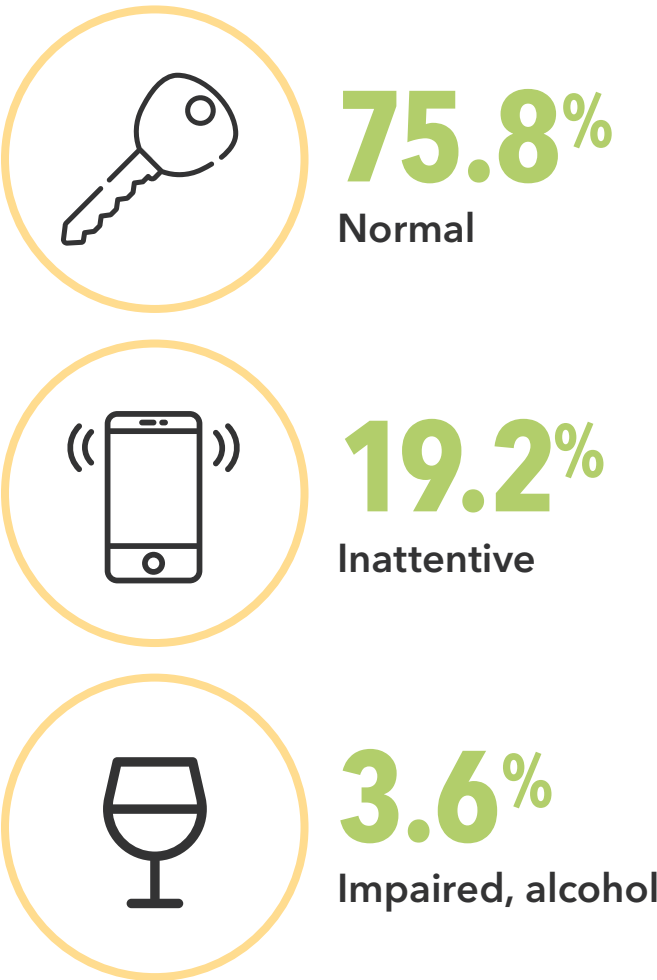 75.8%
Normal
19.2%
Inattentive
3.6%
Impaired, alcohol